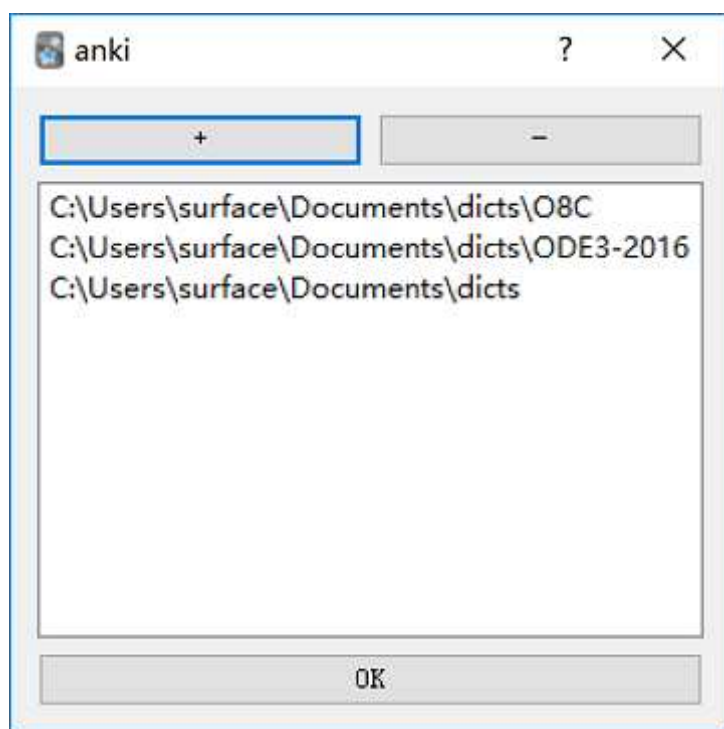 anki ? ✕
+ −
C:\Users\surface\Documents\dicts\O8C
C:\Users\surface\Documents\dicts\ODE3-2016
C:\Users\surface\Documents\dicts
OK